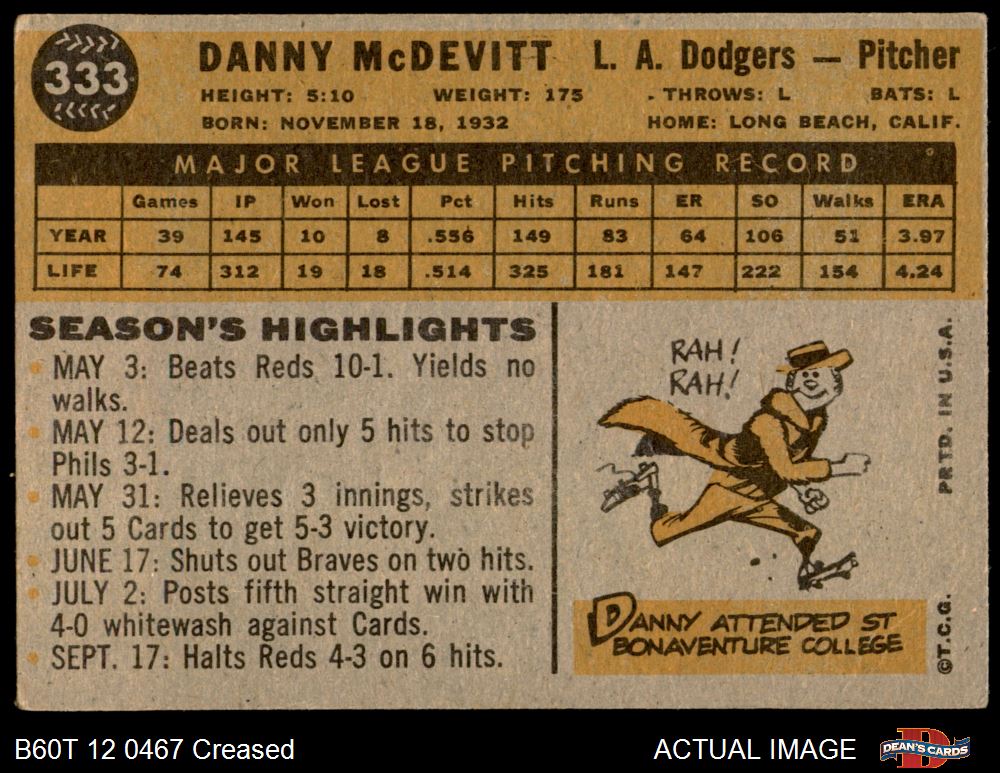 333
DANNY McDEVITT L. A. Dodgers — Pitcher
HEIGHT: 5:10 WEIGHT: 175 THROWS: L BATS: L
BORN: NOVEMBER 18, 1932 HOME: LONG BEACH, CALIF.
MAJOR LEAGUE PITCHING RECORD
Games IP Won Lost Pct Hits Runs ER SO Walks ERA
YEAR 39 145 10 8 .556 149 83 64 106 51 3.97
LIFE 74 312 19 18 .514 325 181 147 222 154 4.24
SEASON'S HIGHLIGHTS
MAY 3: Beats Reds 10-1. Yields no
walks.
MAY 12: Deals out only 5 hits to stop
Phils 3-1.
MAY 31: Relieves 3 innings, strikes
out 5 Cards to get 5-3 victory.
JUNE 17: Shuts out Braves on two hits.
JULY 2: Posts fifth straight win with
4-0 whitewash against Cards.
SEPT. 17: Halts Reds 4-3 on 6 hits.
RAH!
RAH!
DANNY ATTENDED ST
BONAVENTURE COLLEGE
PRTD. IN U.S.A.
©T.C.G.
B60T 12 0467 Creased ACTUAL IMAGE
DEAN'S CARDS